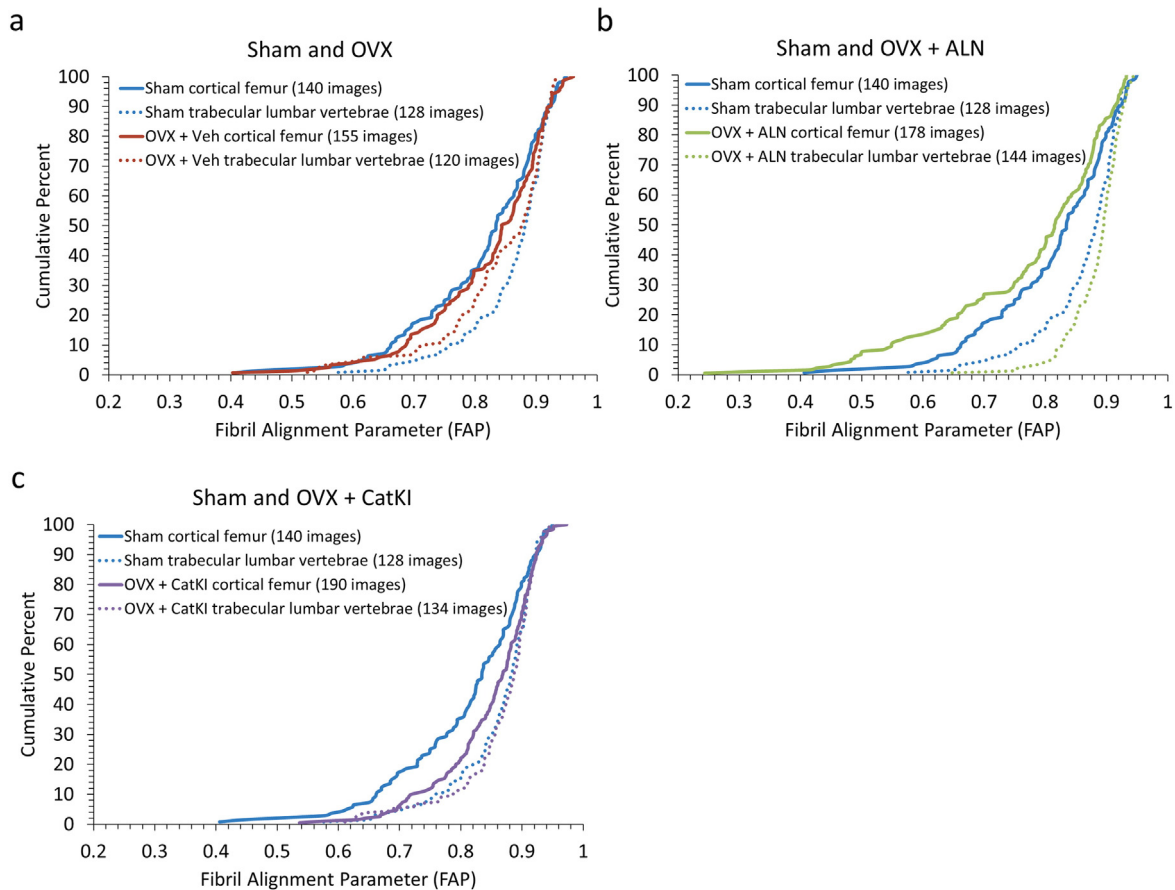 a
Sham and OVX
100
90
80
70
60
50
40
30
20
10
0
Cumulative Percent
Sham cortical femur (140 images)
Sham trabecular lumbar vertebrae (128 images)
OVX + Veh cortical femur (155 images)
OVX + Veh trabecular lumbar vertebrae (120 images)
0.2 0.3 0.4 0.5 0.6 0.7 0.8 0.9 1
Fibril Alignment Parameter (FAP)
b
Sham and OVX + ALN
100
90
80
70
60
50
40
30
20
10
0
Cumulative Percent
Sham cortical femur (140 images)
Sham trabecular lumbar vertebrae (128 images)
OVX + ALN cortical femur (178 images)
OVX + ALN trabecular lumbar vertebrae (144 images)
0.2 0.3 0.4 0.5 0.6 0.7 0.8 0.9 1
Fibril Alignment Parameter (FAP)
c
Sham and OVX + CatKI
100
90
80
70
60
50
40
30
20
10
0
Cumulative Percent
Sham cortical femur (140 images)
Sham trabecular lumbar vertebrae (128 images)
OVX + CatKI cortical femur (190 images)
OVX + CatKI trabecular lumbar vertebrae (134 images)
0.2 0.3 0.4 0.5 0.6 0.7 0.8 0.9 1
Fibril Alignment Parameter (FAP)